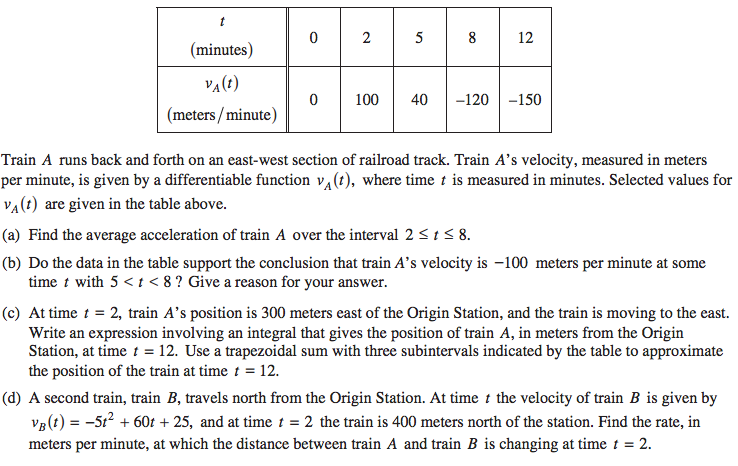 t
(minutes) 0 2 5 8 12
v_A(t)
(meters/minute) 0 100 40 −120 −150
Train A runs back and forth on an east-west section of railroad track. Train A's velocity, measured in meters
per minute, is given by a differentiable function v_A(t), where time t is measured in minutes. Selected values for
v_A(t) are given in the table above.
(a) Find the average acceleration of train A over the interval 2 ≤ t ≤ 8.
(b) Do the data in the table support the conclusion that train A's velocity is −100 meters per minute at some
time t with 5 < t < 8 ? Give a reason for your answer.
(c) At time t = 2, train A's position is 300 meters east of the Origin Station, and the train is moving to the east.
Write an expression involving an integral that gives the position of train A, in meters from the Origin
Station, at time t = 12. Use a trapezoidal sum with three subintervals indicated by the table to approximate
the position of the train at time t = 12.
(d) A second train, train B, travels north from the Origin Station. At time t the velocity of train B is given by
v_B(t) = −5t² + 60t + 25, and at time t = 2 the train is 400 meters north of the station. Find the rate, in
meters per minute, at which the distance between train A and train B is changing at time t = 2.